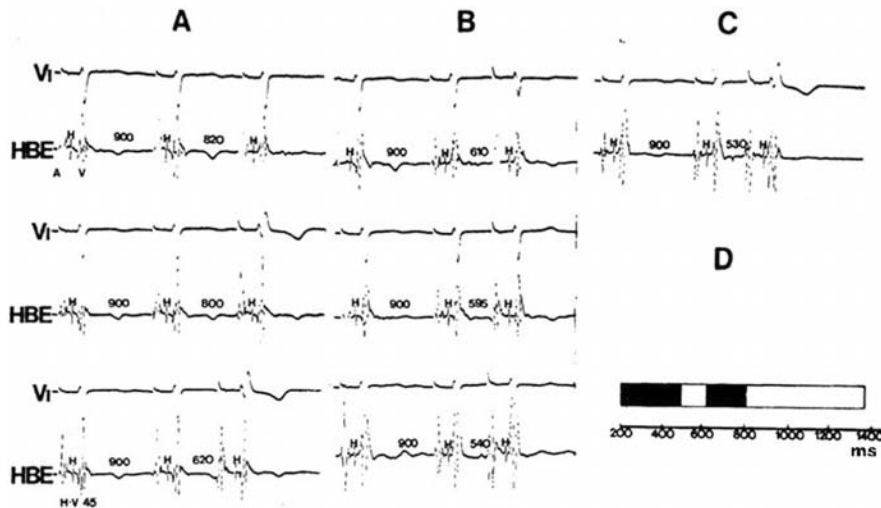 A B C
V1
H 900 H 820 H
HBE
A V
V1
H 900 H 800 H
HBE
V1
H 900 H 620 H
HBE
H-V 45
H 900 H 610 H
H 900 H 595 H
H 900 H 540 H
H 900 H 530 H
D
200 400 600 800 1000 1200 1400
ms